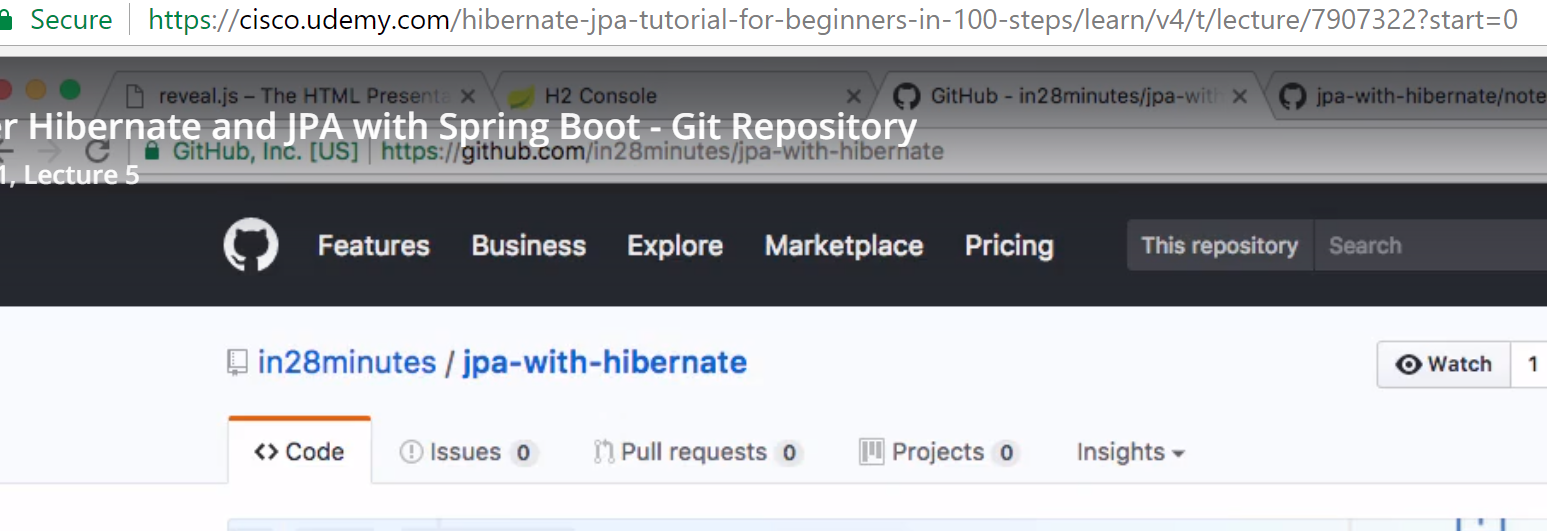 Secure https://cisco.udemy.com/hibernate-jpa-tutorial-for-beginners-in-100-steps/learn/v4/t/lecture/7907322?start=0
reveal.js – The HTML Presenta H2 Console GitHub - in28minutes/jpa-with jpa-with-hibernate/note
r Hibernate and JPA with Spring Boot - Git Repository
GitHub, Inc. [US] https://github.com/in28minutes/jpa-with-hibernate
1, Lecture 5
Features Business Explore Marketplace Pricing This repository Search
in28minutes / jpa-with-hibernate
Watch 1
Code Issues 0 Pull requests 0 Projects 0 Insights